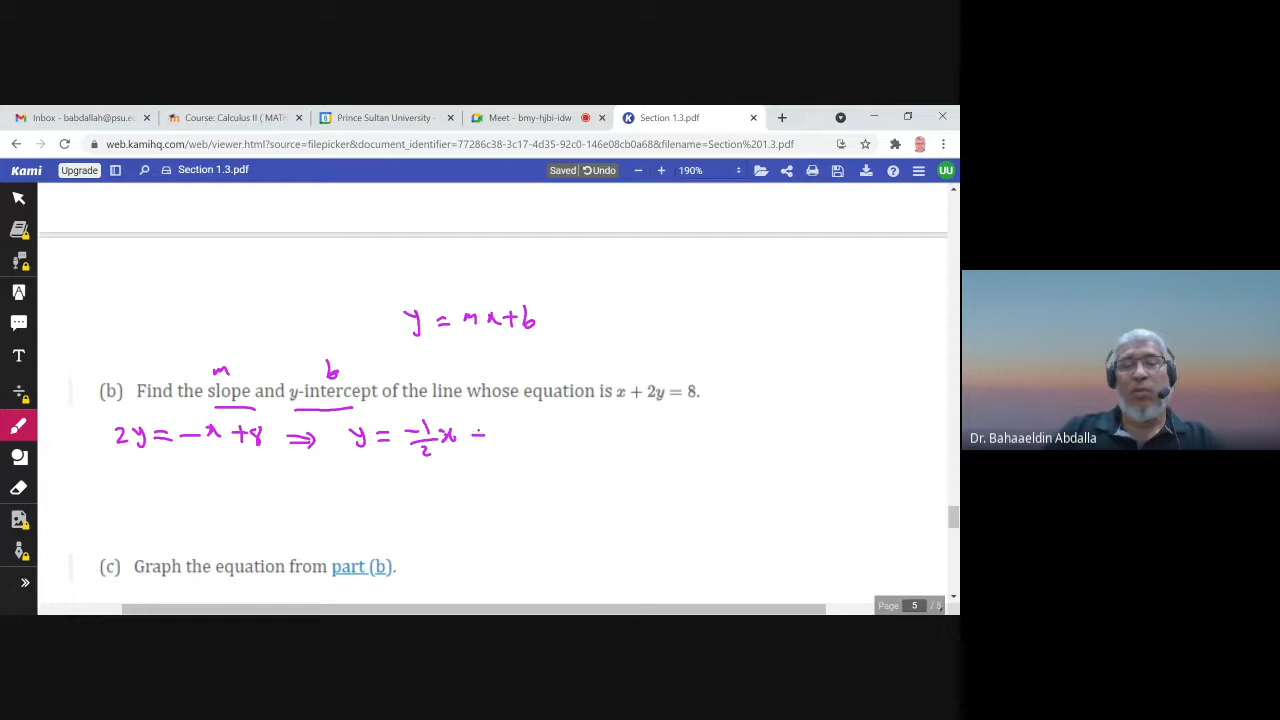 Inbox - babdallah@psu.e
Course: Calculus II ( MATH
Prince Sultan University -
Meet - bmy-hjbi-idw
Section 1.3.pdf
web.kamihq.com/web/viewer.html?source=filepicker&document_identifier=77286c38-3c17-4d35-92c0-146e08cb0a68&filename=Section%201.3.pdf
Kami Upgrade Section 1.3.pdf Saved Undo 190% UU
y = mx+b
m b
(b) Find the slope and y-intercept of the line whose equation is x + 2y = 8.
2y = -x +8 ⇒ y = -1/2 x -
(c) Graph the equation from part (b).
Page 5 / 5
Dr. Bahaaeldin Abdalla